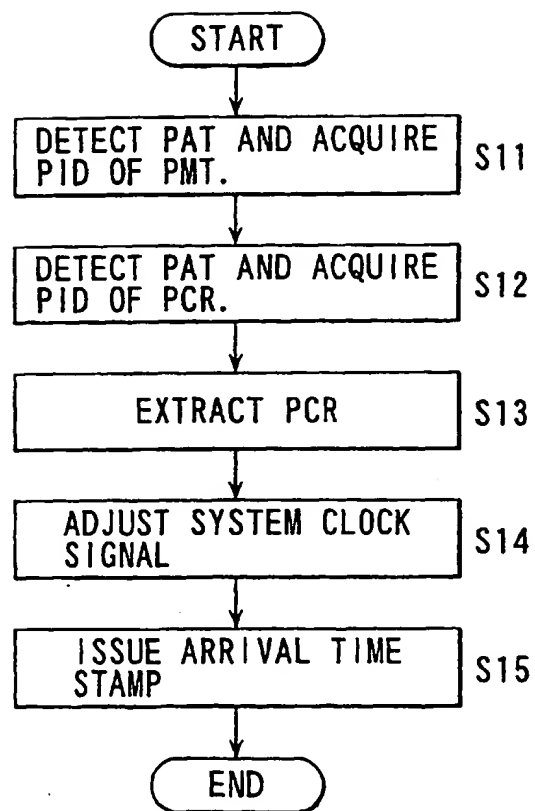 START
DETECT PAT AND ACQUIRE
PID OF PMT.
S11
DETECT PAT AND ACQUIRE
PID OF PCR.
S12
EXTRACT PCR
S13
ADJUST SYSTEM CLOCK
SIGNAL
S14
ISSUE ARRIVAL TIME
STAMP
S15
END